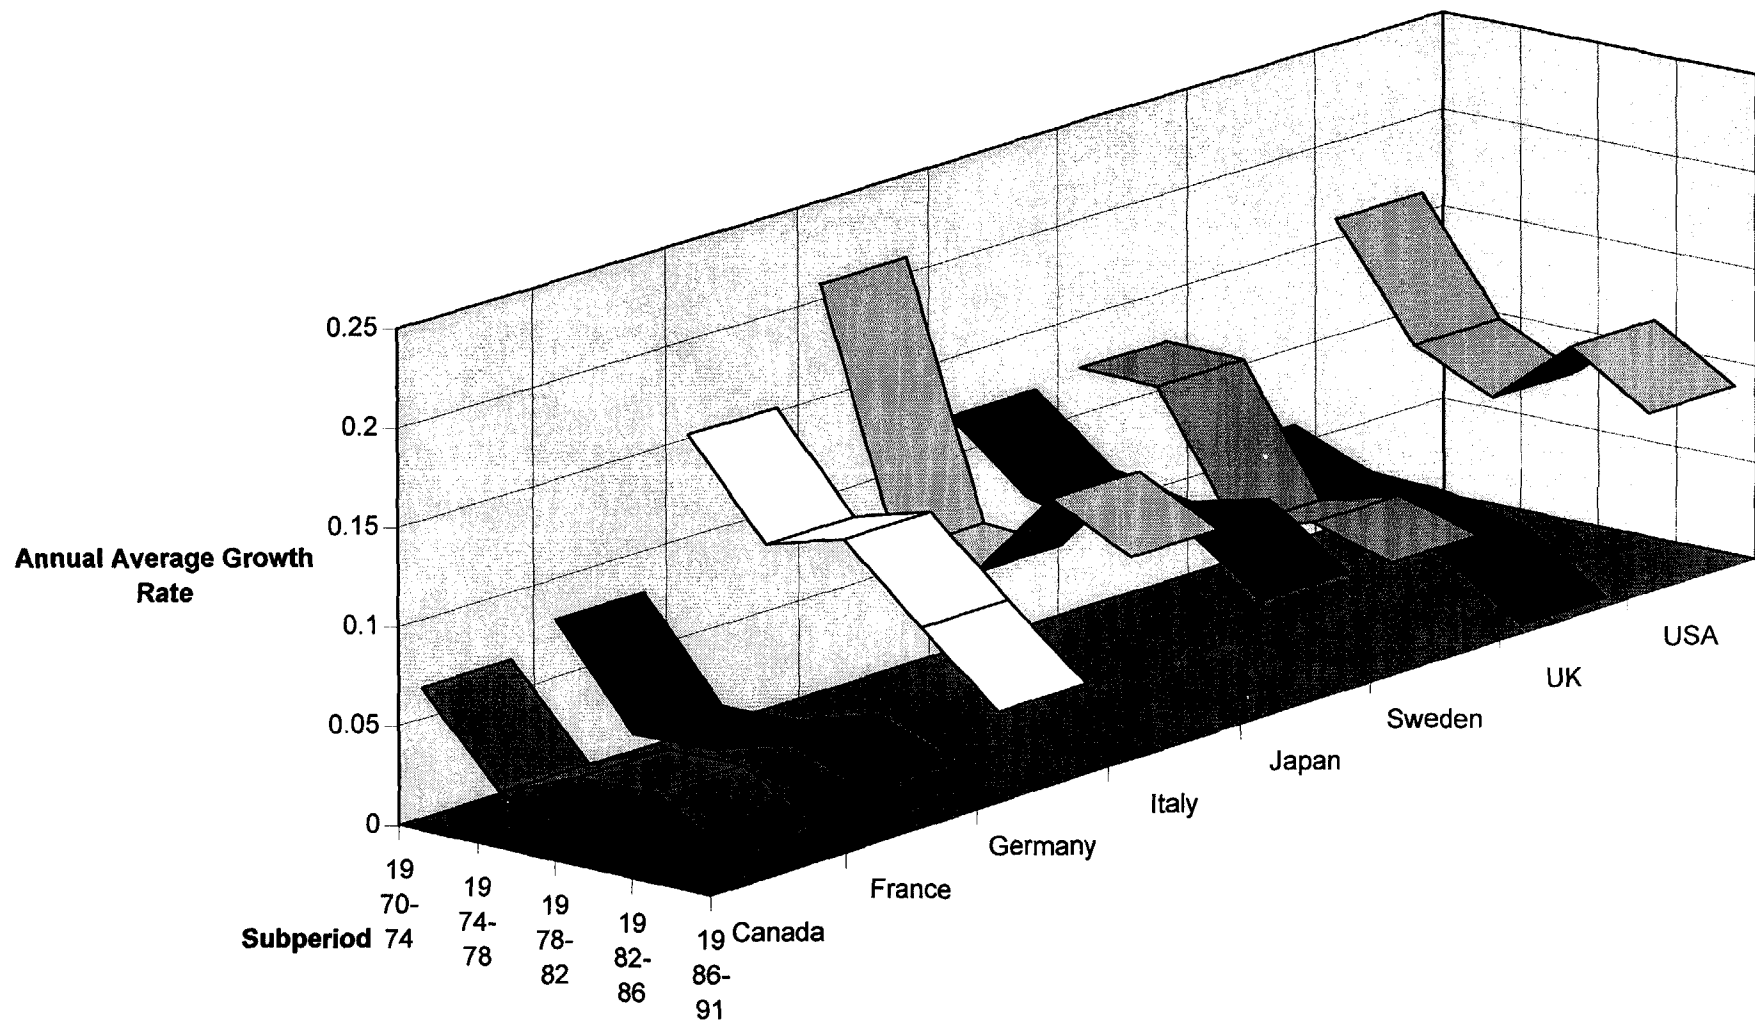 0.25
0.2
0.15
0.1
0.05
0
Annual Average Growth
Rate
19
70-
74
19
74-
78
19
78-
82
19
82-
86
19
86-
91
Subperiod
Canada
France
Germany
Italy
Japan
Sweden
UK
USA